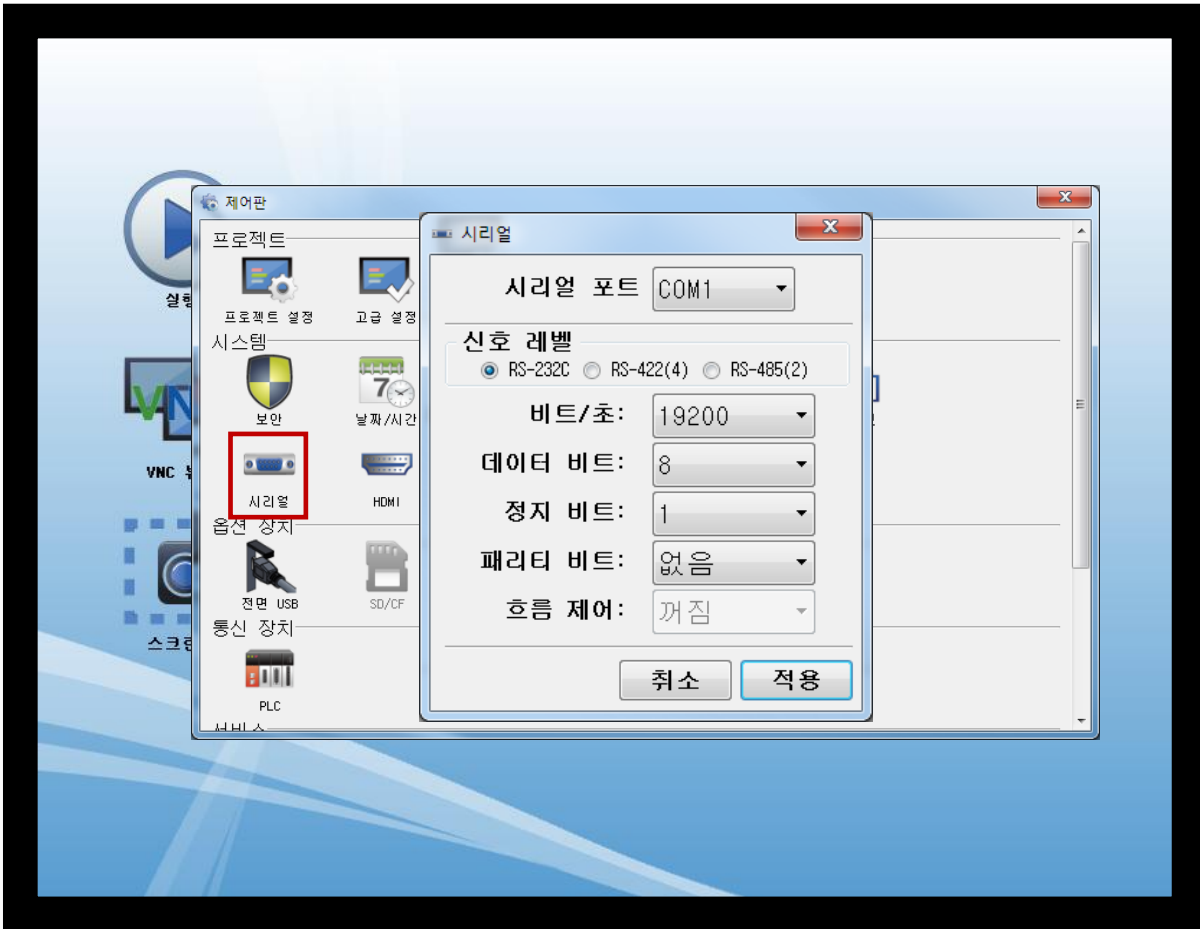 제어판
프로젝트
프로젝트 설정
고급 설정
시스템
보안
날짜/시간
시리얼
HDMI
옵션 장치
전면 USB
SD/CF
통신 장치
PLC
서비스
VNC
시리얼
시리얼 포트 COM1
신호 레벨
RS-232C RS-422(4) RS-485(2)
비트/초: 19200
데이터 비트: 8
정지 비트: 1
패리티 비트: 없음
흐름 제어: 꺼짐
취소 적용